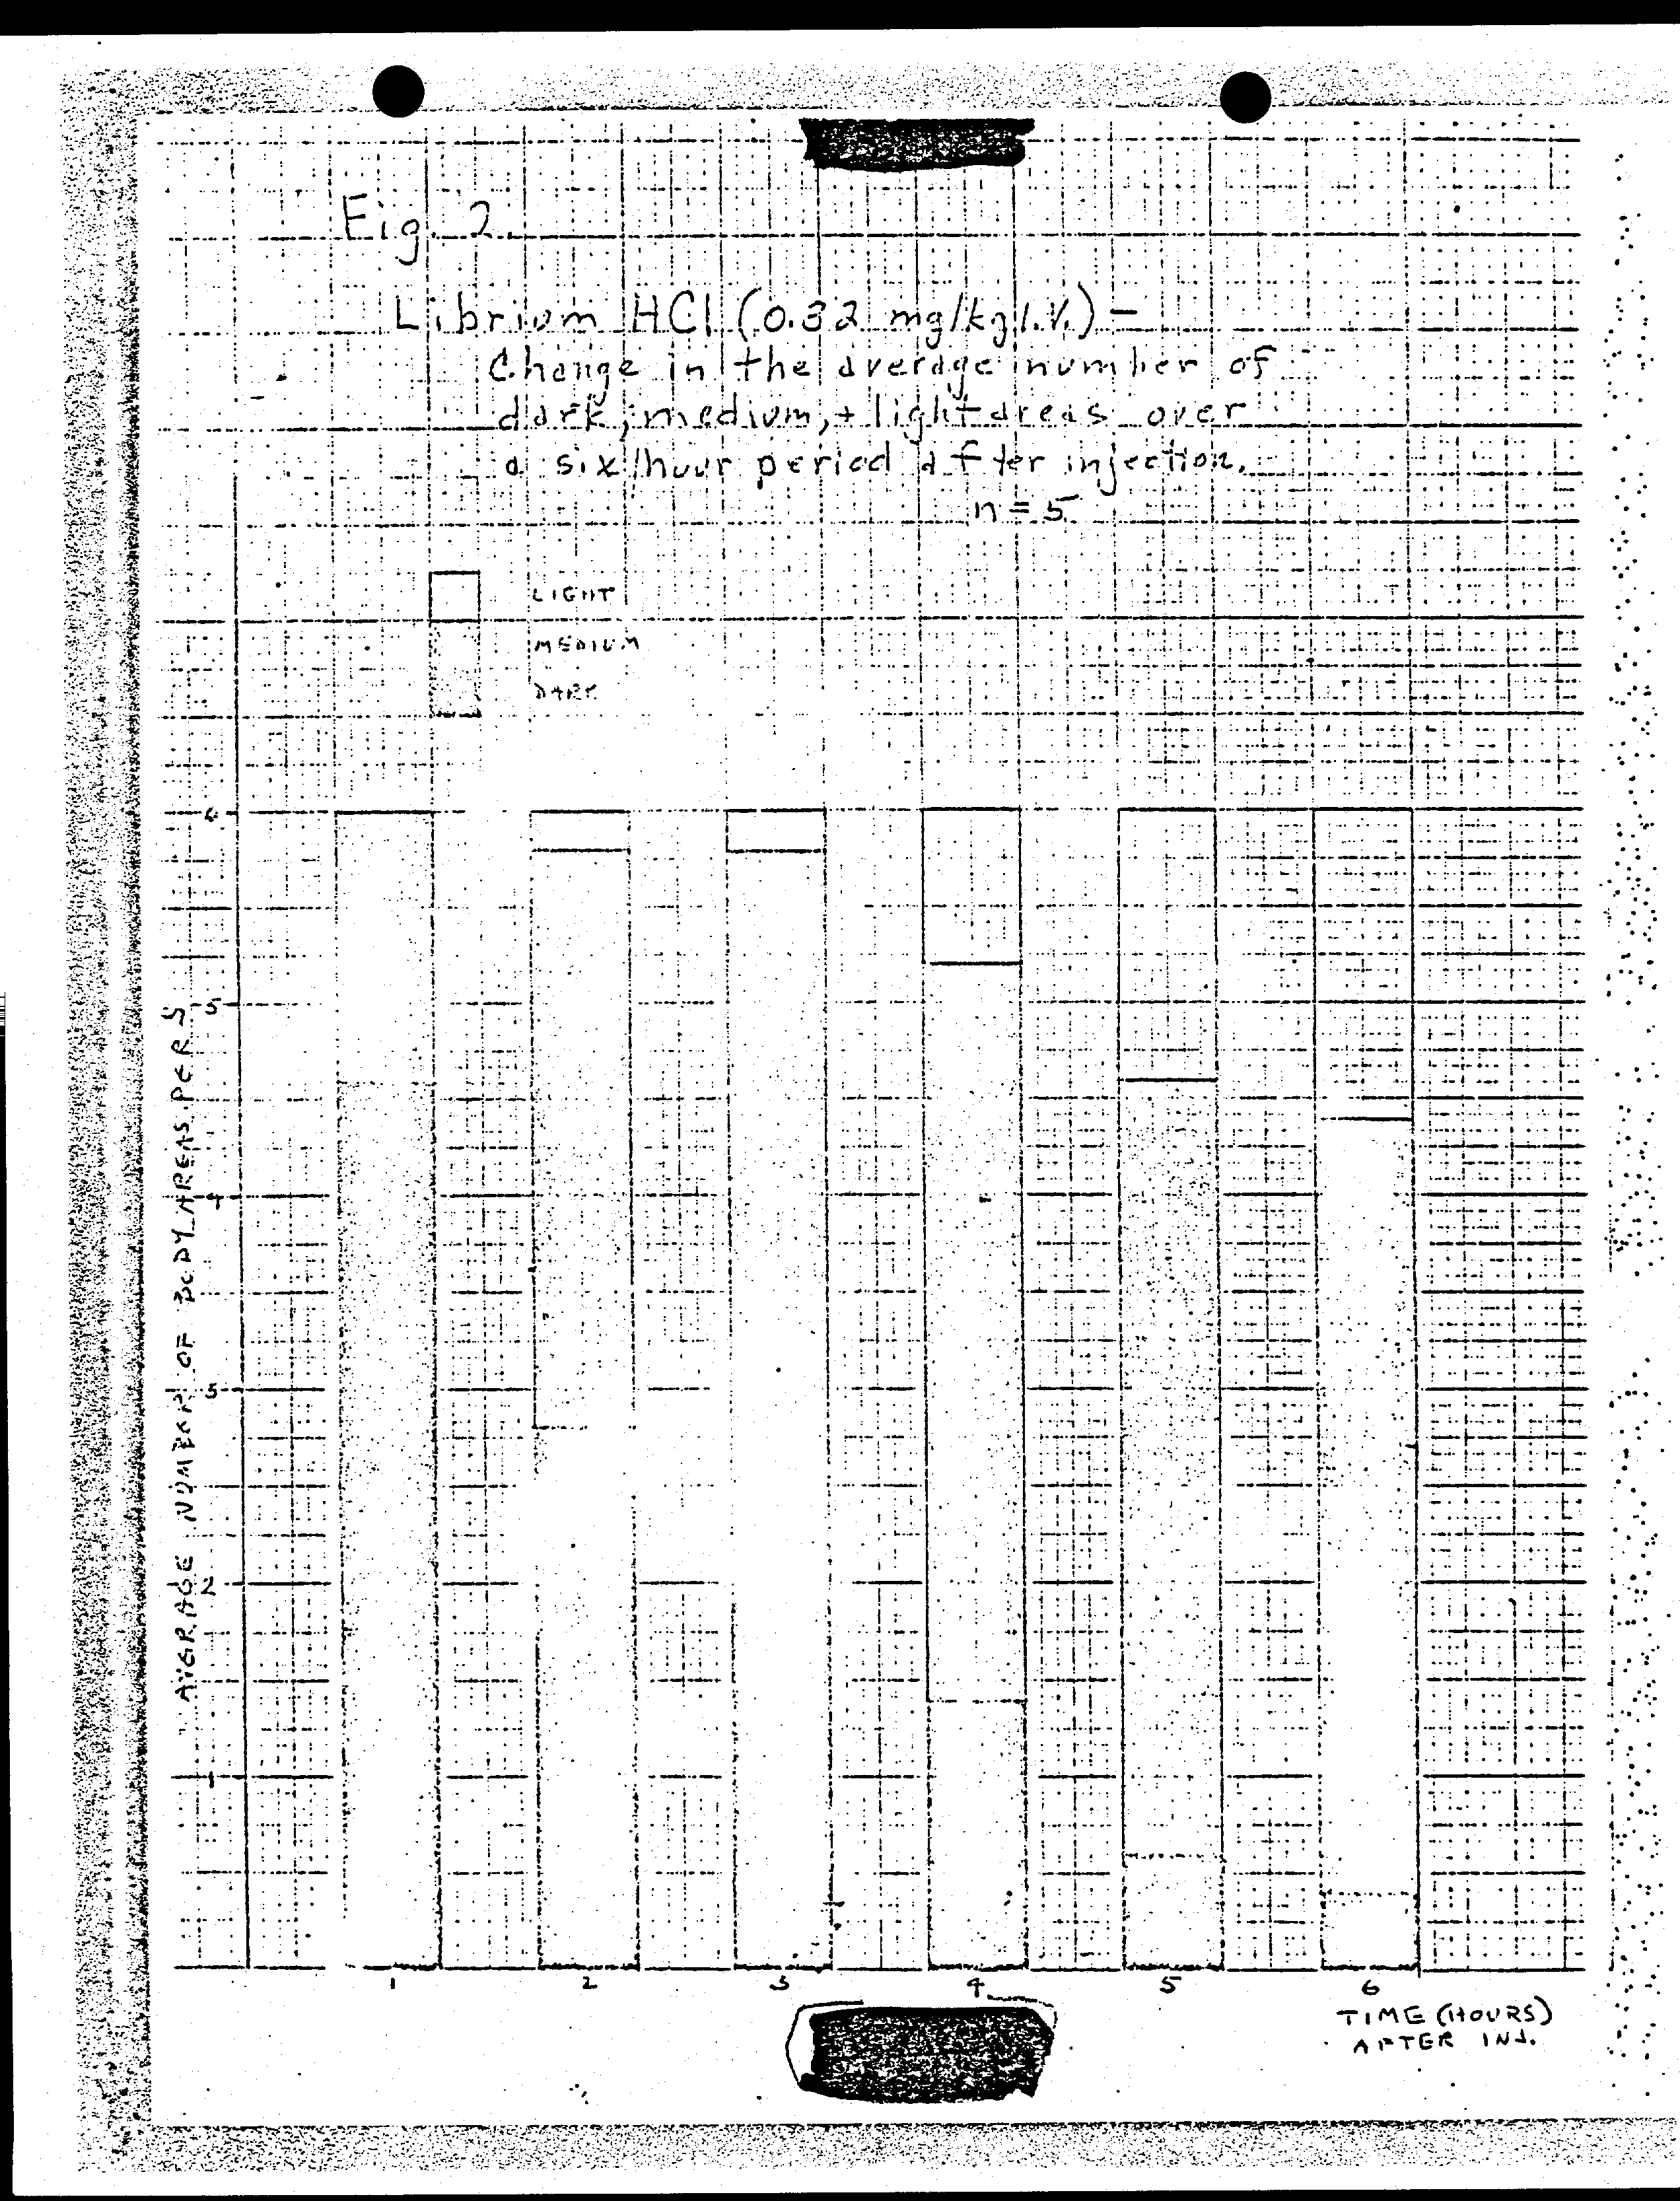 Fig. 2.
Librium HCl (0.32 mg/kg I.V.) –
Change in the average number of
dark, medium, + light areas over
a six hour period after injection.
n = 5
LIGHT
MEDIUM
DARK
6
5
4
3
2
1
AVERAGE NUMBER OF BODY AREAS PER S
1 2 3 4 5 6
TIME (HOURS)
AFTER INJ.